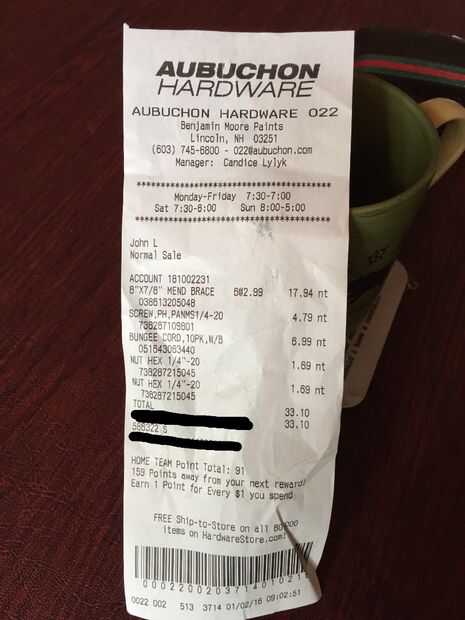 AUBUCHON
HARDWARE
AUBUCHON HARDWARE 022
Benjamin Moore Paints
Lincoln, NH 03251
(603) 745-6800 - 022@aubuchon.com
Manager: Candice Lylyk
************************************
Monday-Friday 7:30-7:00
Sat 7:30-6:00 Sun 8:00-5:00
************************************
John L
Normal Sale
ACCOUNT 181002231
8"X7/8" MEND BRACE 6@2.99 17.94 nt
038613205048
SCREW,PH,PANMS1/4-20 4.79 nt
738287109801
BUNGEE CORD,10PK,W/B 6.99 nt
051643063440
NUT HEX 1/4"-20 1.69 nt
738287215045
NUT HEX 1/4"-20 1.69 nt
738287215045
TOTAL 33.10
33.10
HOME TEAM Point Total: 91
159 Points away from your next reward!
Earn 1 Point for Every $1 you spend
FREE Ship-to-Store on all 80,000
items on HardwareStore.com!
0002200203714010216
0022 002 513 3714 01/02/16 09:02:51